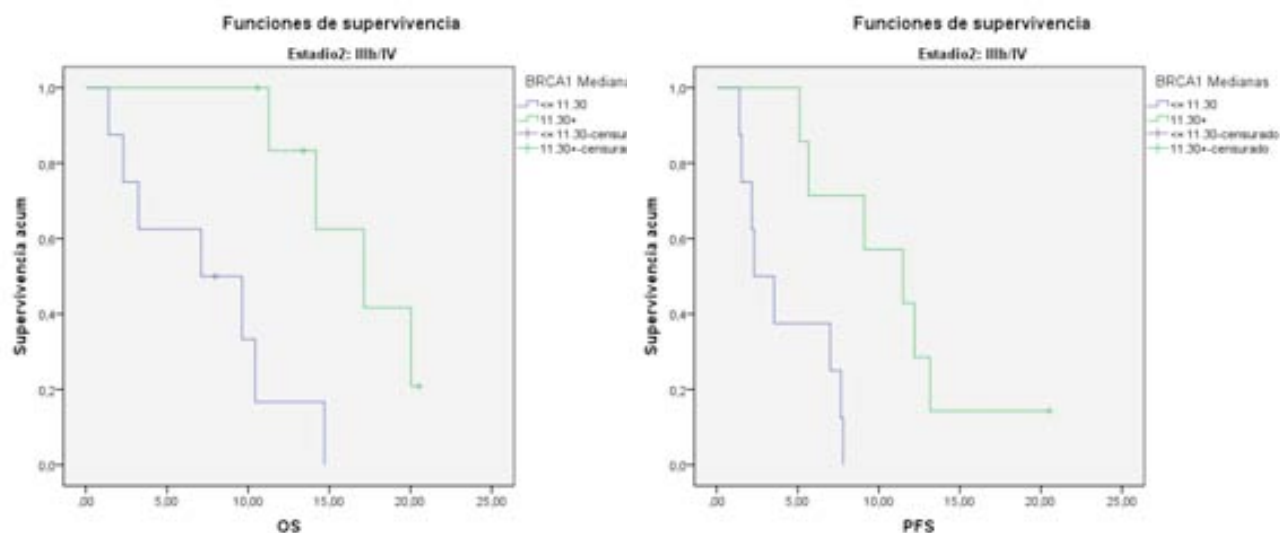 Funciones de supervivencia
Estadio2: IIIb/IV
BRCA1 Mediana
<= 11.30
11.30+
<= 11.30-censur
11.30+-censura
Supervivencia acum
1,0
0,8
0,6
0,4
0,2
0,0
,00 5,00 10,00 15,00 20,00 25,00
OS
Funciones de supervivencia
Estadio2: IIIb/IV
BRCA1 Medianas
<= 11.30
11.30+
<= 11.30-censurado
11.30+-censurado
Supervivencia acum
1,0
0,8
0,6
0,4
0,2
0,0
,00 5,00 10,00 15,00 20,00 25,00
PFS